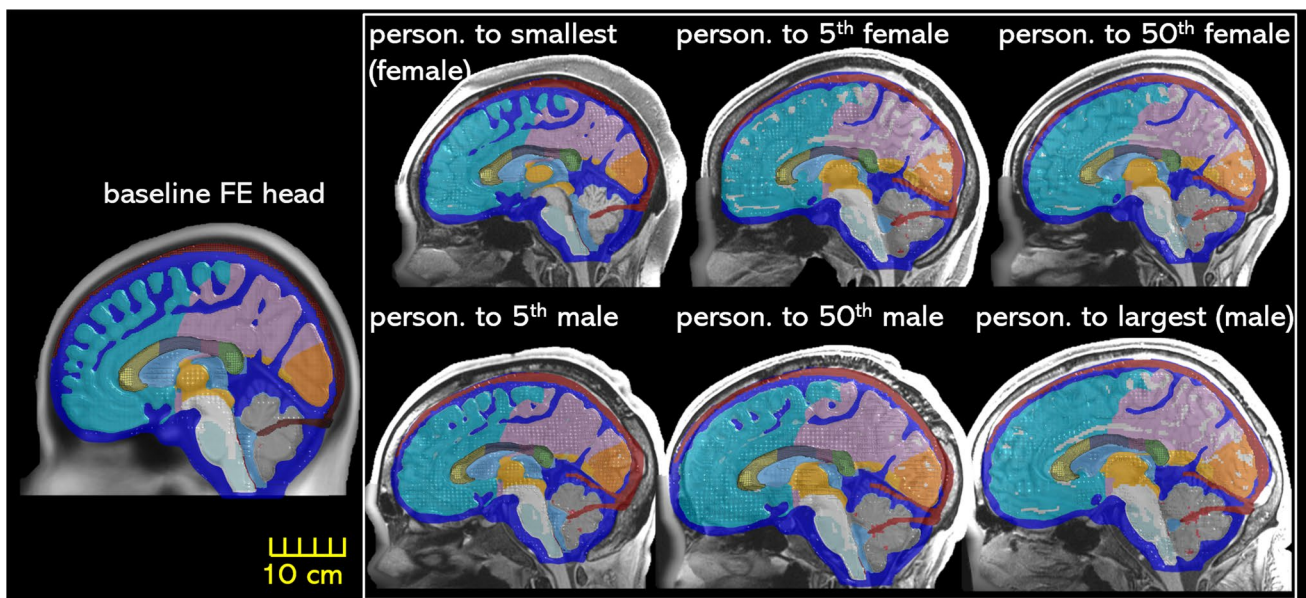 baseline FE head
10 cm
person. to smallest
(female)
person. to 5th female
person. to 50th female
person. to 5th male
person. to 50th male
person. to largest (male)